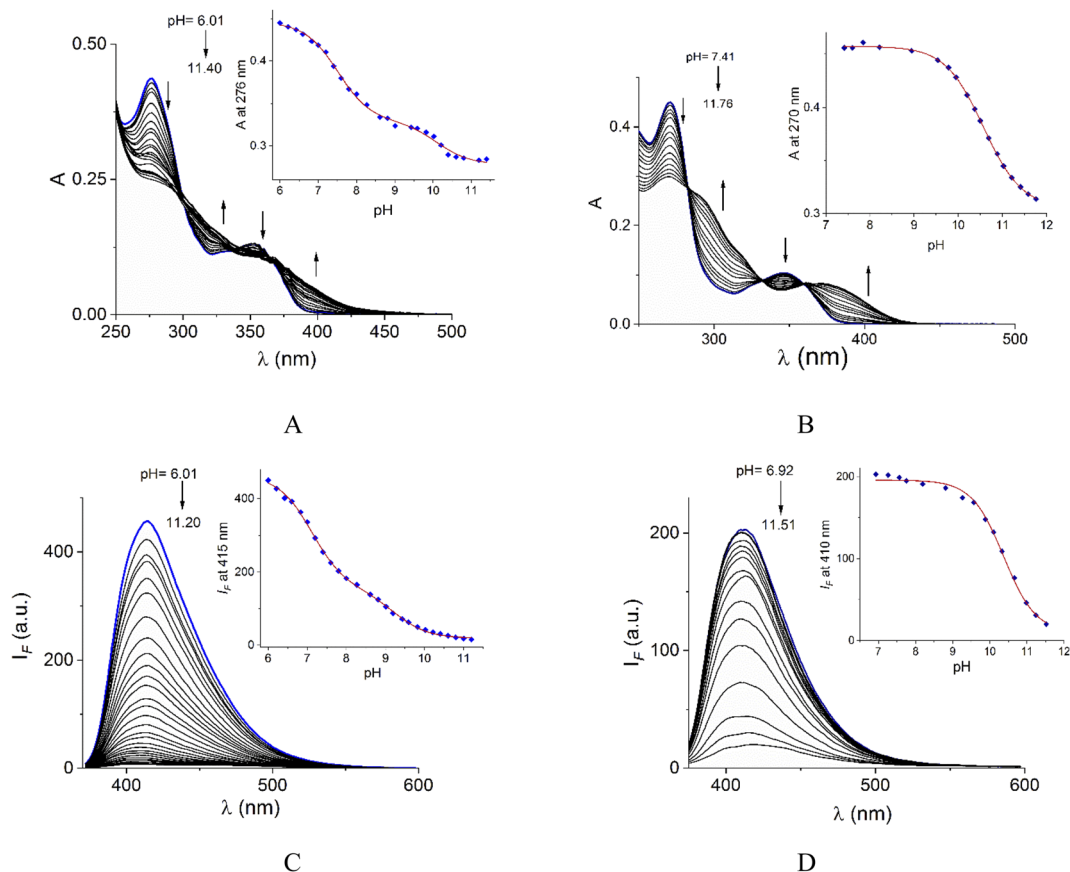 pH= 6.01
11.40
0.50
0.25
0.00
A
250
300
350
400
450
500
λ (nm)
0.4
0.3
A at 276 nm
6
7
8
9
10
11
pH
A
pH= 7.41
11.76
0.4
0.2
0.0
A
300
400
500
λ (nm)
0.4
0.3
A at 270 nm
7
8
9
10
11
12
pH
B
pH= 6.01
11.20
400
200
0
I_F (a.u.)
400
500
600
λ (nm)
400
300
200
100
0
I_F at 415 nm
6
7
8
9
10
11
pH
C
pH= 6.92
11.51
200
100
0
I_F (a.u.)
400
500
600
λ (nm)
200
100
0
I_F at 410 nm
7
8
9
10
11
12
pH
D